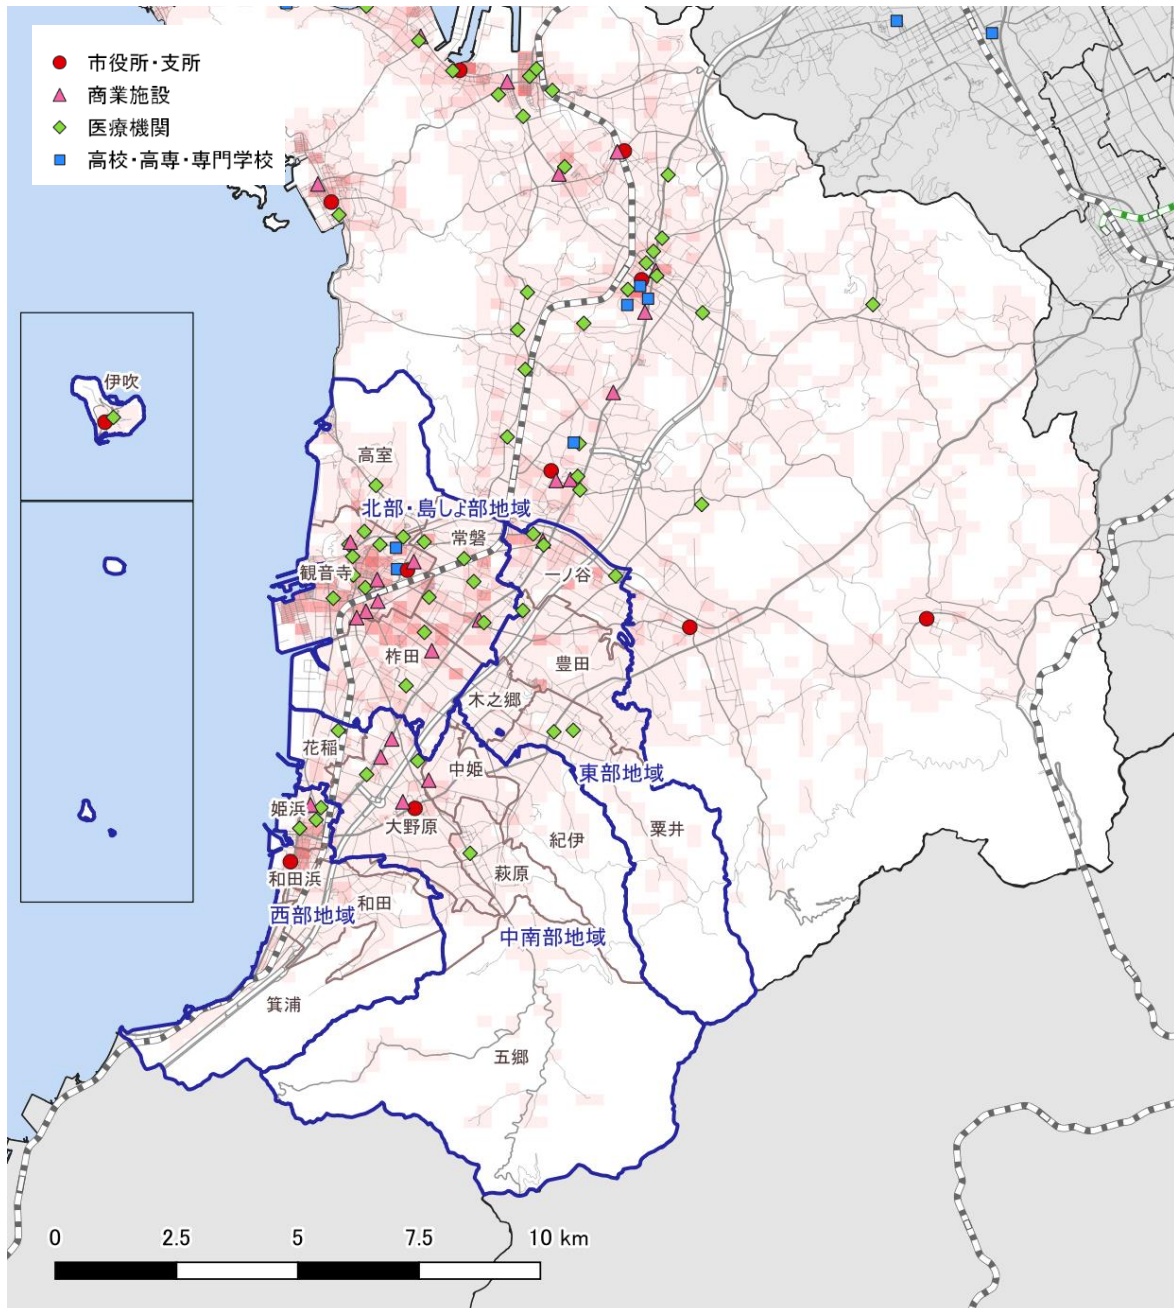 市役所・支所
商業施設
医療機関
高校・高専・専門学校
伊吹
高室
北部・島しょ部地域
常磐
観音寺
一ノ谷
柞田
豊田
木之郷
花稲
中姫
東部地域
姫浜
大野原
紀伊
粟井
和田浜
萩原
和田
西部地域
中南部地域
箕浦
五郷
0 2.5 5 7.5 10 km